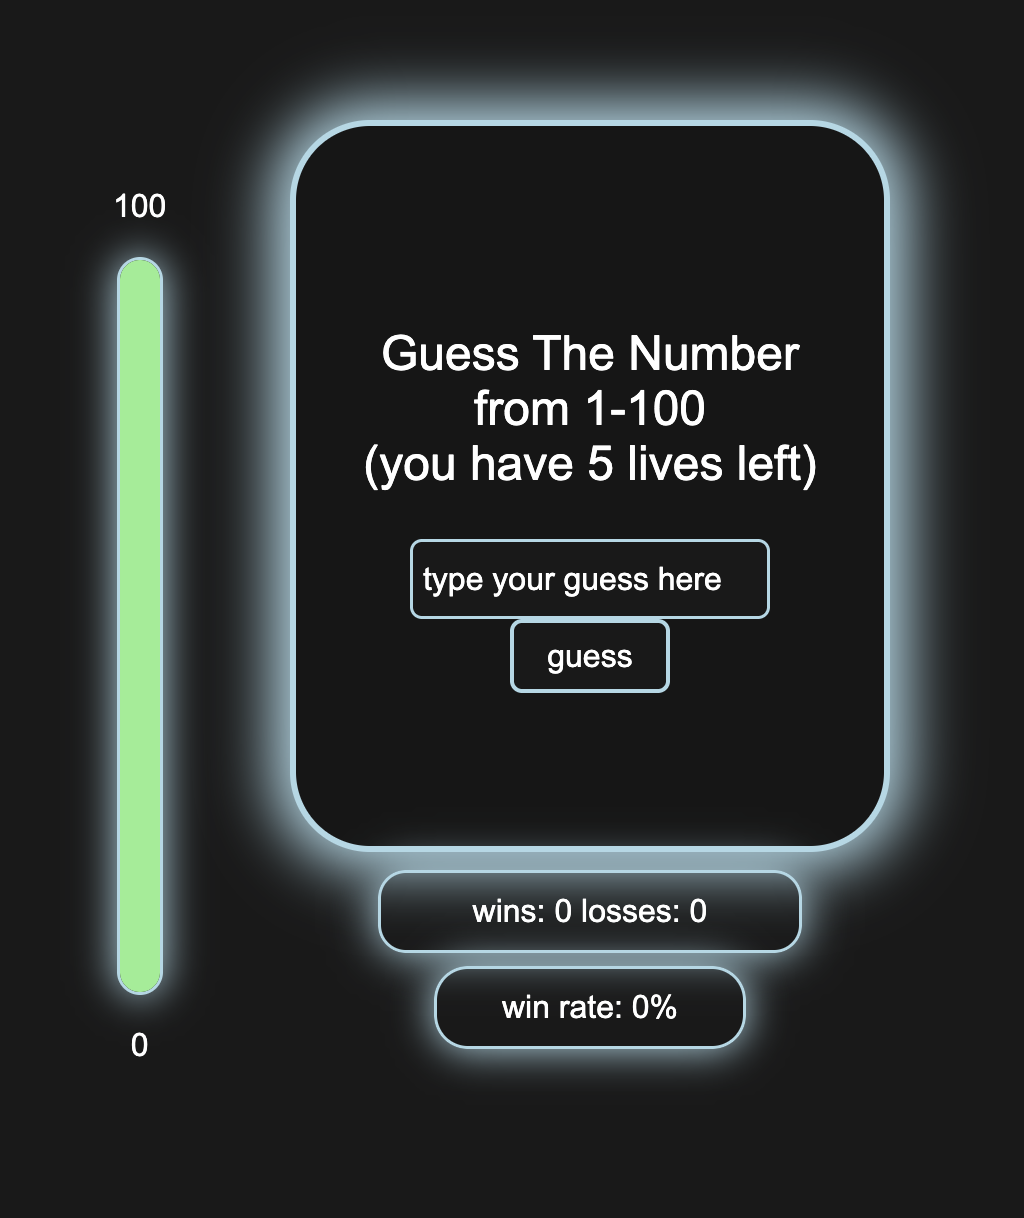 100
0
Guess The Number
from 1-100
(you have 5 lives left)
type your guess here
guess
wins: 0 losses: 0
win rate: 0%